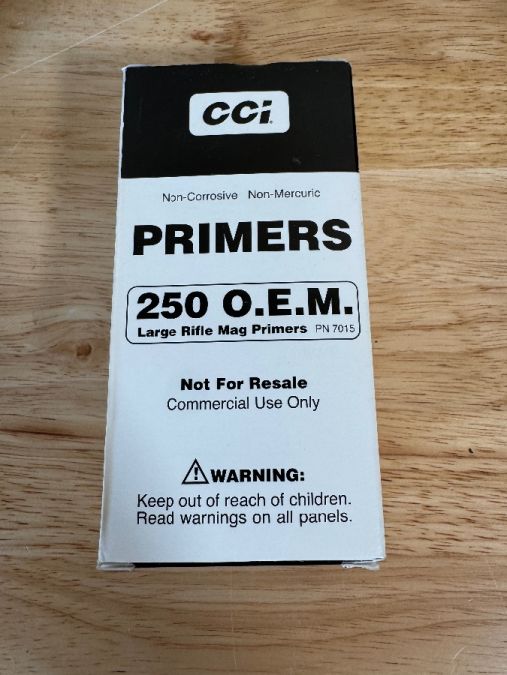 CCI
Non-Corrosive Non-Mercuric
PRIMERS
250 O.E.M.
Large Rifle Mag Primers PN 7015
Not For Resale
Commercial Use Only
WARNING:
Keep out of reach of children.
Read warnings on all panels.